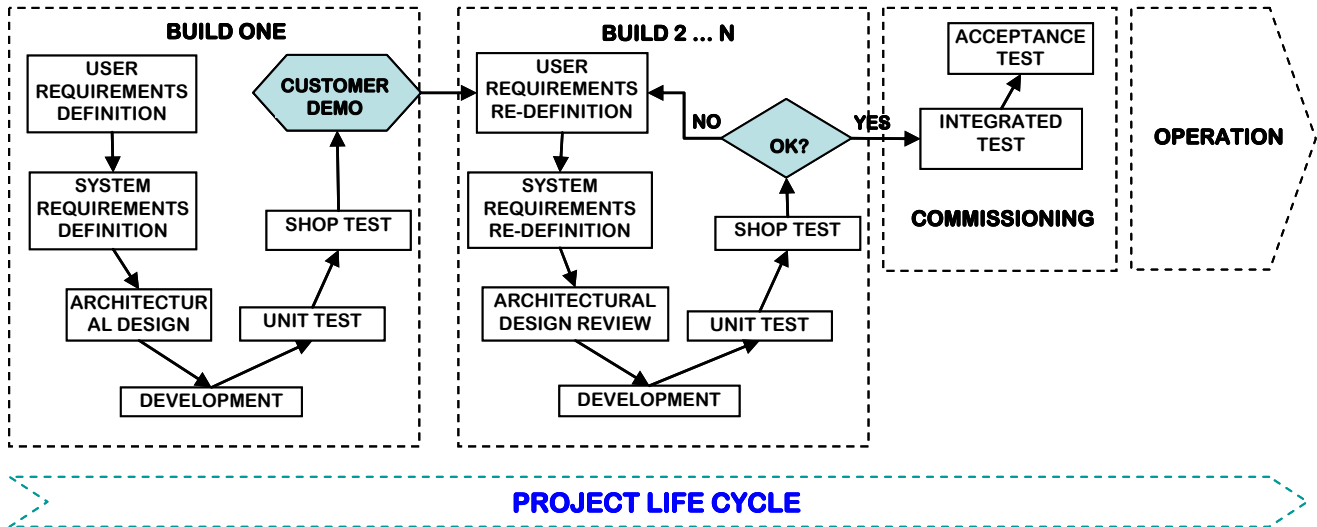 BUILD ONE
USER
REQUIREMENTS
DEFINITION
SYSTEM
REQUIREMENTS
DEFINITION
ARCHITECTUR
AL DESIGN
DEVELOPMENT
UNIT TEST
SHOP TEST
CUSTOMER
DEMO
BUILD 2 ... N
USER
REQUIREMENTS
RE-DEFINITION
SYSTEM
REQUIREMENTS
RE-DEFINITION
ARCHITECTURAL
DESIGN REVIEW
DEVELOPMENT
UNIT TEST
SHOP TEST
OK?
NO
YES
ACCEPTANCE
TEST
INTEGRATED
TEST
COMMISSIONING
OPERATION
PROJECT LIFE CYCLE